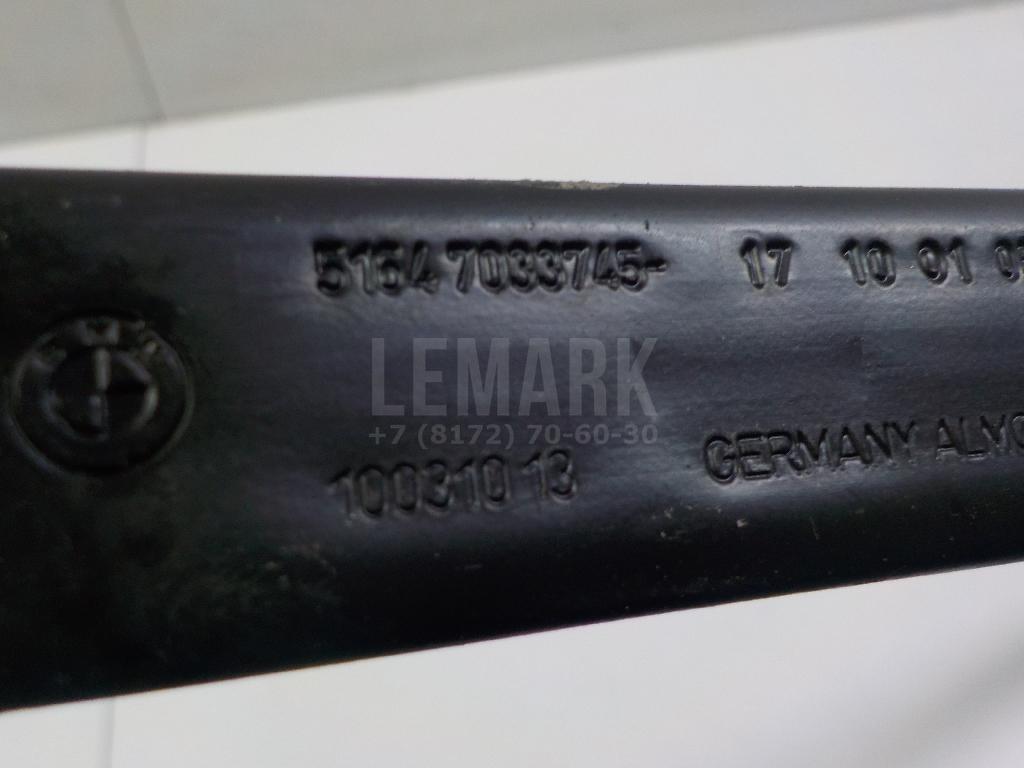 5164 7033745- 17 10 01
LEMARK
+7 (8172) 70-60-30
100310 13
GERMANY